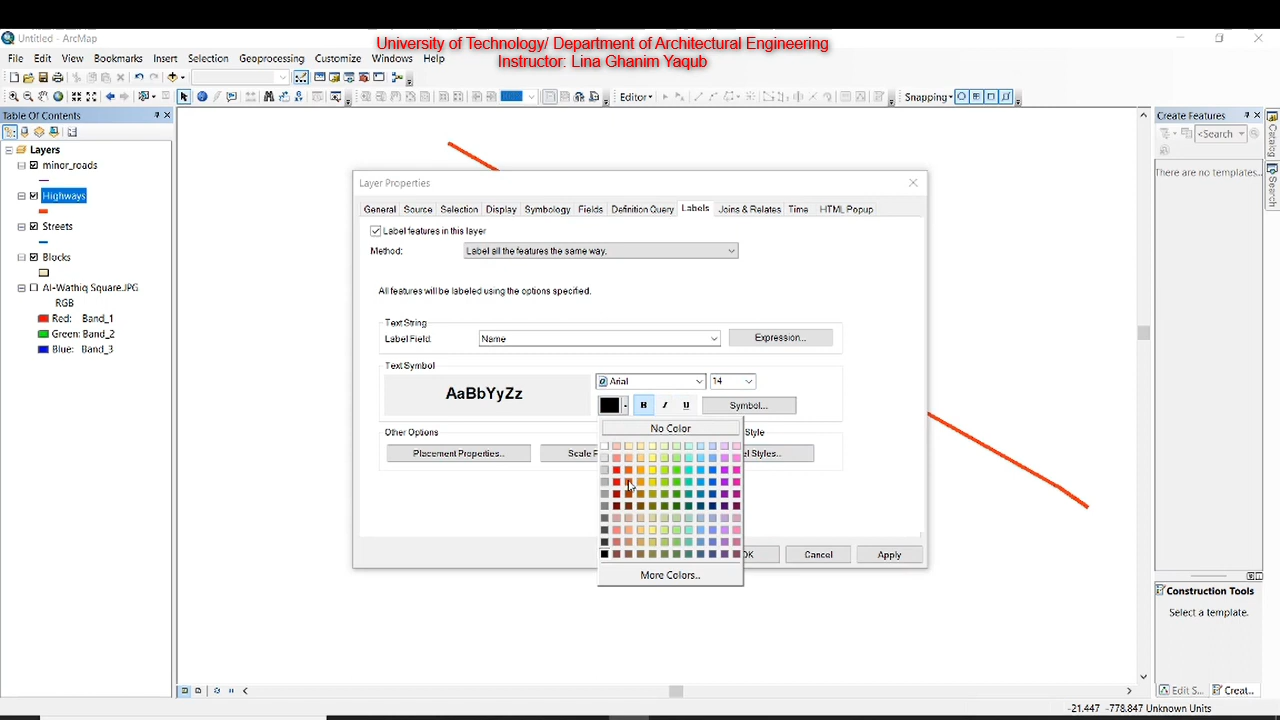 Untitled - ArcMap
University of Technology/ Department of Architectural Engineering
Instructor: Lina Ghanim Yaqub
File Edit View Bookmarks Insert Selection Geoprocessing Customize Windows Help
Editor Snapping
Table Of Contents
Layers
minor_roads
Highways
Streets
Blocks
Al-Wathiq Square.JPG
RGB
Red: Band_1
Green: Band_2
Blue: Band_3
Layer Properties
General Source Selection Display Symbology Fields Definition Query Labels Joins & Relates Time HTML Popup
Label features in this layer
Method: Label all the features the same way.
All features will be labeled using the options specified.
Text String
Label Field: Name Expression...
Text Symbol
AaBbYyZz
Arial 14
B I U Symbol...
Other Options Style
Placement Properties... Scale el Styles...
No Color
More Colors...
OK Cancel Apply
Create Features
<Search
There are no templates...
Catalog
Search
Construction Tools
Select a template.
Edit S... Creat...
-21.447 -778.847 Unknown Units